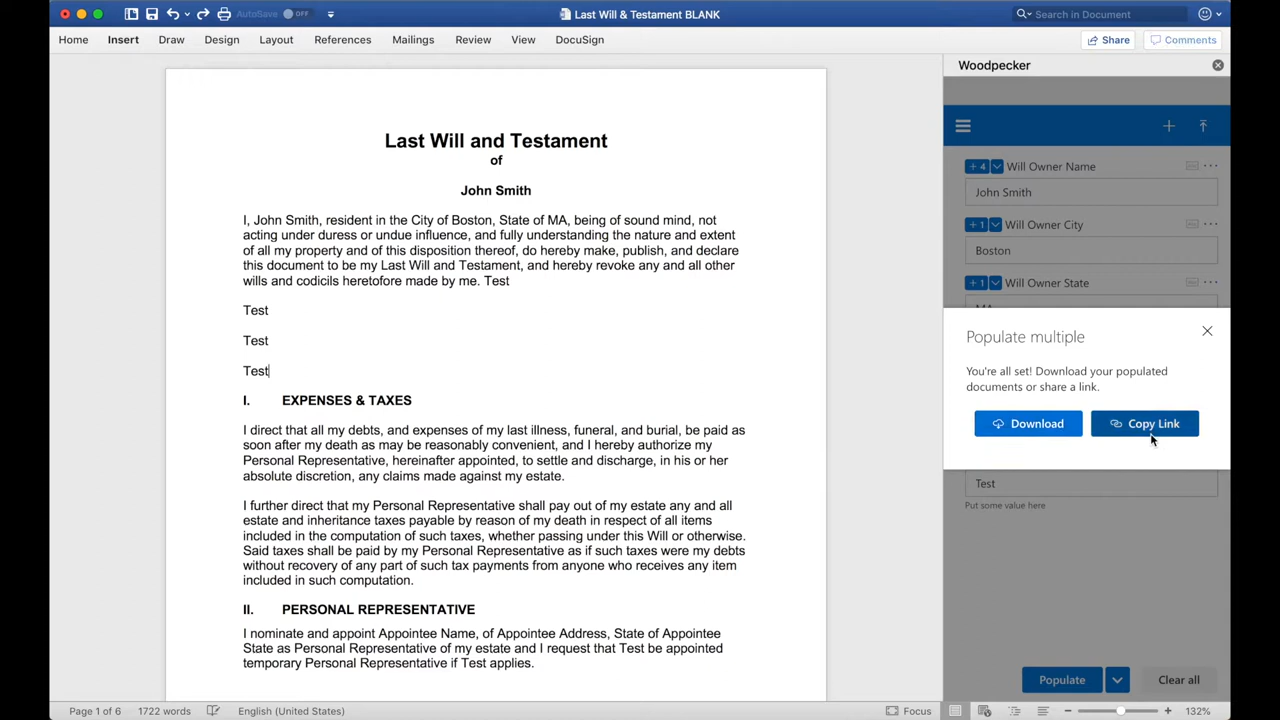 AutoSave OFF
Last Will & Testament BLANK
Search in Document
Home Insert Draw Design Layout References Mailings Review View DocuSign
Share Comments
Last Will and Testament
of
John Smith
I, John Smith, resident in the City of Boston, State of MA, being of sound mind, not
acting under duress or undue influence, and fully understanding the nature and extent
of all my property and of this disposition thereof, do hereby make, publish, and declare
this document to be my Last Will and Testament, and hereby revoke any and all other
wills and codicils heretofore made by me. Test
Test
Test
Test
I. EXPENSES & TAXES
I direct that all my debts, and expenses of my last illness, funeral, and burial, be paid as
soon after my death as may be reasonably convenient, and I hereby authorize my
Personal Representative, hereinafter appointed, to settle and discharge, in his or her
absolute discretion, any claims made against my estate.
I further direct that my Personal Representative shall pay out of my estate any and all
estate and inheritance taxes payable by reason of my death in respect of all items
included in the computation of such taxes, whether passing under this Will or otherwise.
Said taxes shall be paid by my Personal Representative as if such taxes were my debts
without recovery of any part of such tax payments from anyone who receives any item
included in such computation.
II. PERSONAL REPRESENTATIVE
I nominate and appoint Appointee Name, of Appointee Address, State of Appointee
State as Personal Representative of my estate and I request that Test be appointed
temporary Personal Representative if Test applies.
Woodpecker
+ 4 Will Owner Name
John Smith
+ 1 Will Owner City
Boston
+ 1 Will Owner State
Populate multiple
You're all set! Download your populated
documents or share a link.
Download Copy Link
Test
Put some value here
Populate Clear all
Page 1 of 6 1722 words English (United States) Focus 132%